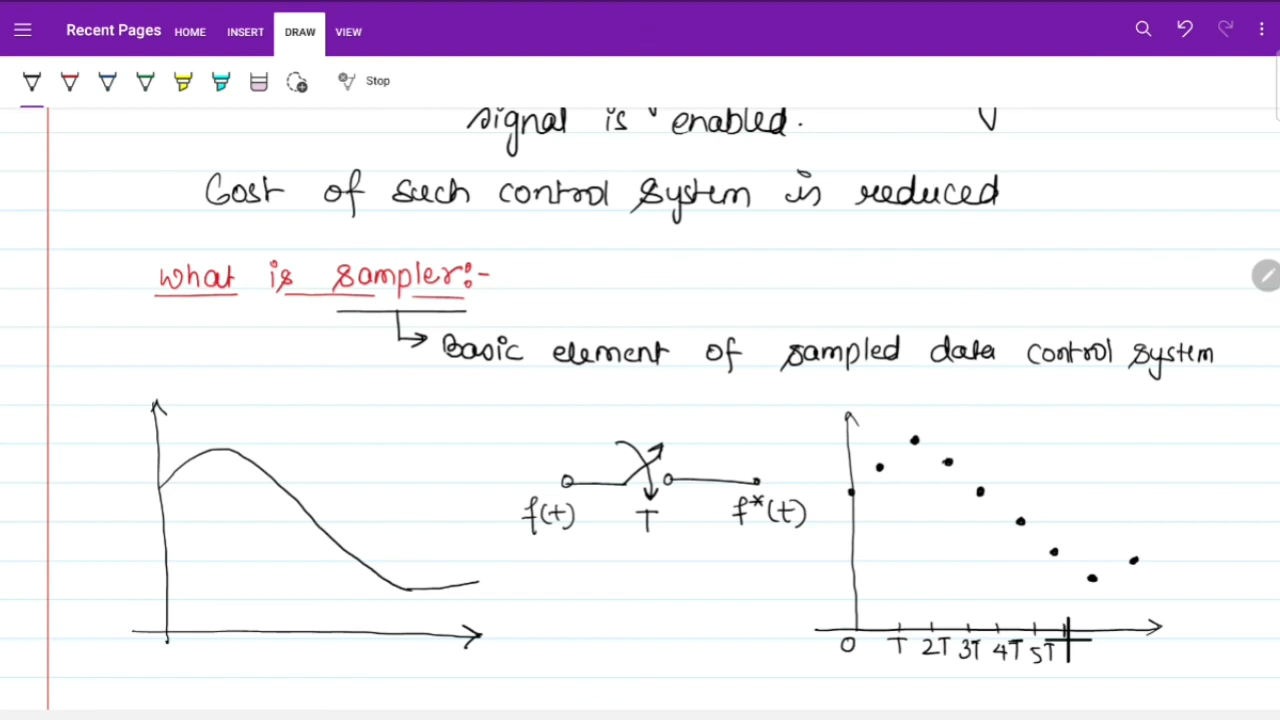 Recent Pages HOME INSERT DRAW VIEW
Stop
signal is enabled.
Cost of such control system is reduced
What is sampler:-
Basic element of sampled data control system
f(t) T f*(t)
0 T 2T 3T 4T 5T